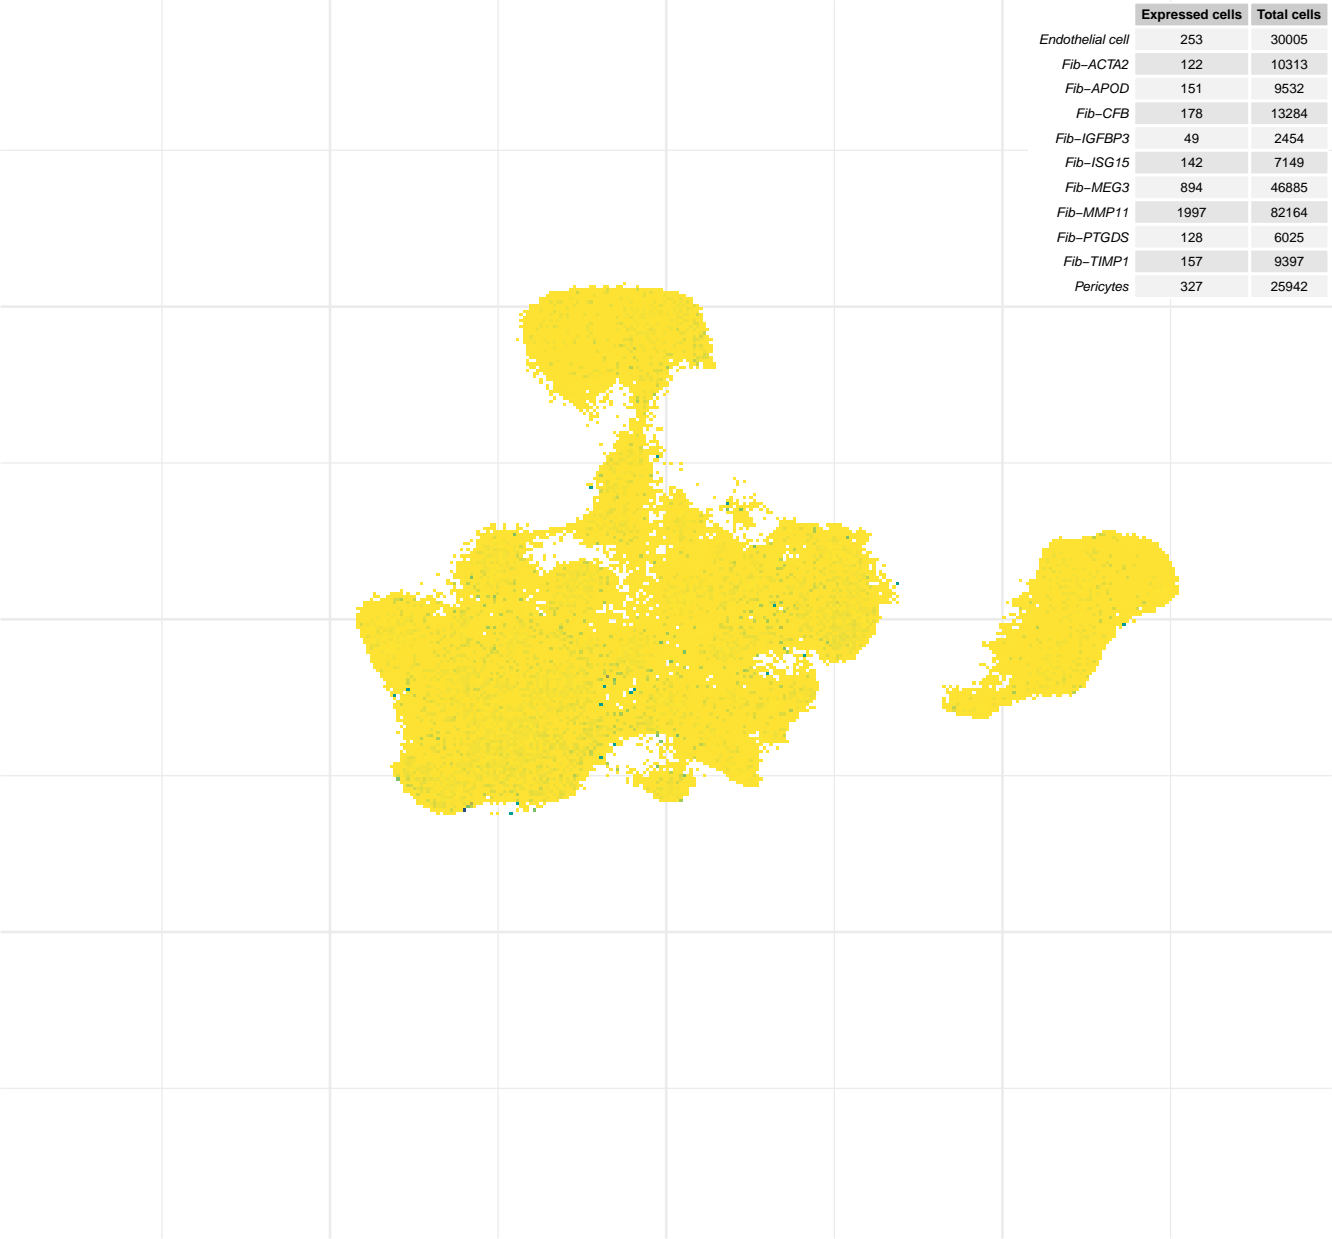 Expressed cells Total cells
Endothelial cell 253 30005
Fib−ACTA2 122 10313
Fib−APOD 151 9532
Fib−CFB 178 13284
Fib−IGFBP3 49 2454
Fib−ISG15 142 7149
Fib−MEG3 894 46885
Fib−MMP11 1997 82164
Fib−PTGDS 128 6025
Fib−TIMP1 157 9397
Pericytes 327 25942